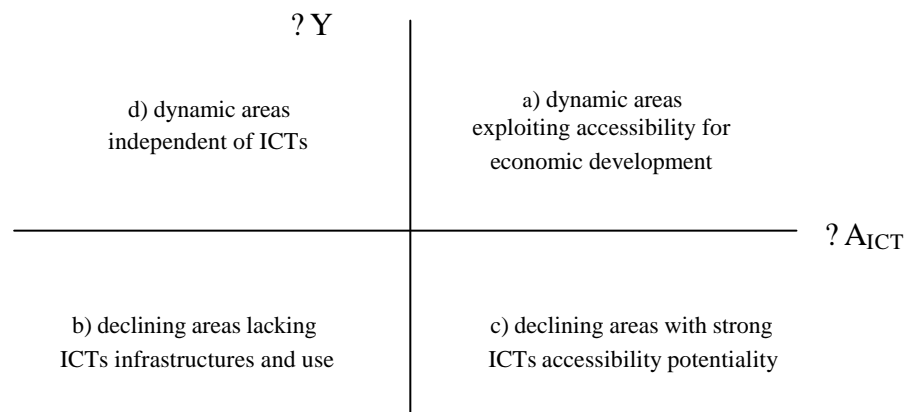 ? Y
d) dynamic areas
independent of ICTs
a) dynamic areas
exploiting accessibility for
economic development
? A_ICT
b) declining areas lacking
ICTs infrastructures and use
c) declining areas with strong
ICTs accessibility potentiality